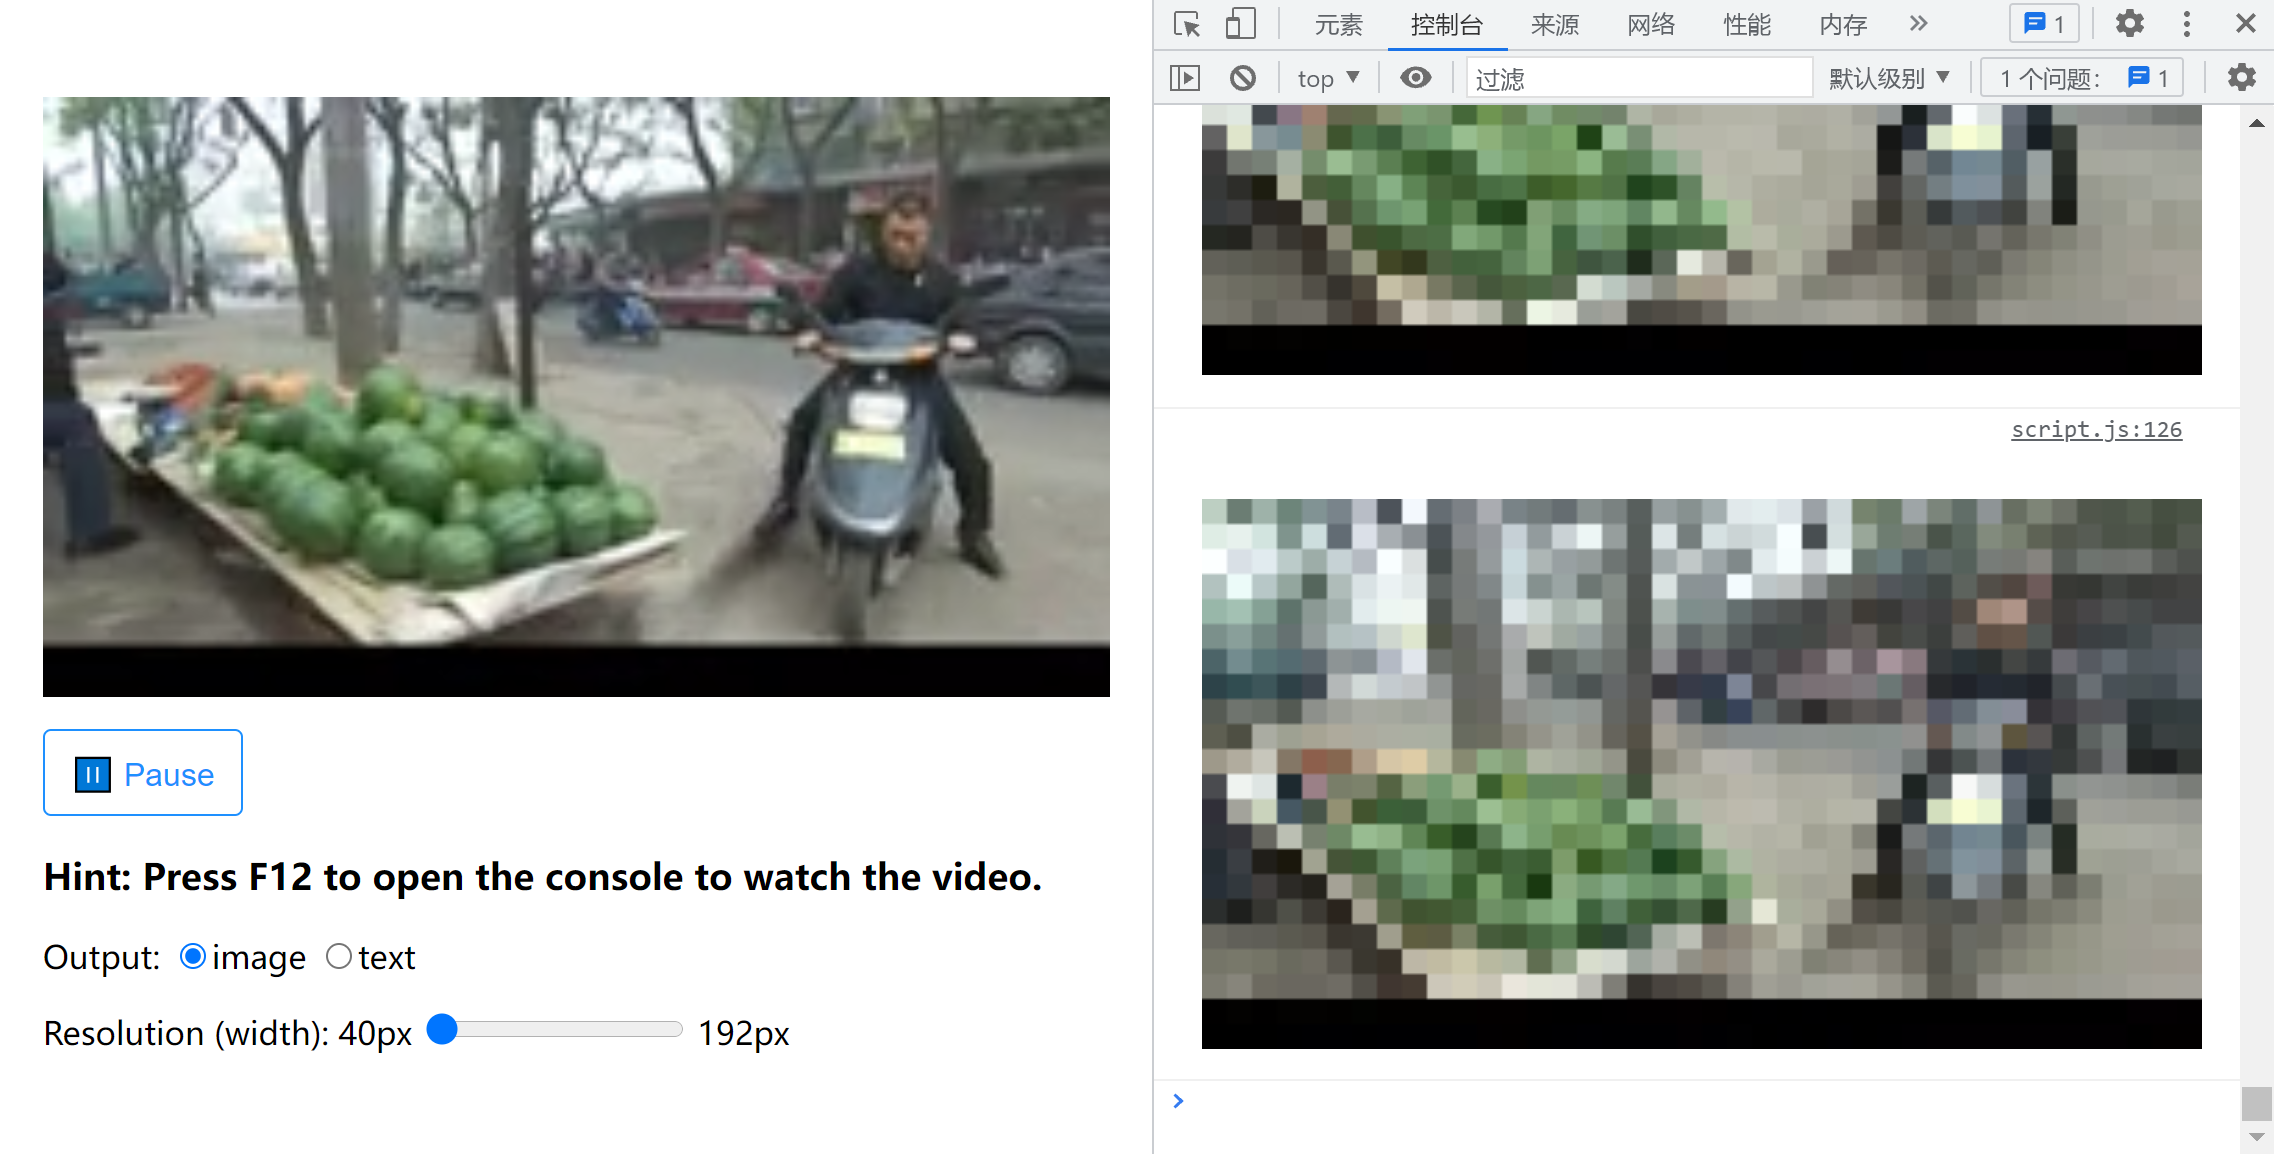 元素 控制台 来源 网络 性能 内存 1
top 过滤 默认级别 1 个问题: 1
script.js:126
Pause
Hint: Press F12 to open the console to watch the video.
Output: image text
Resolution (width): 40px 192px